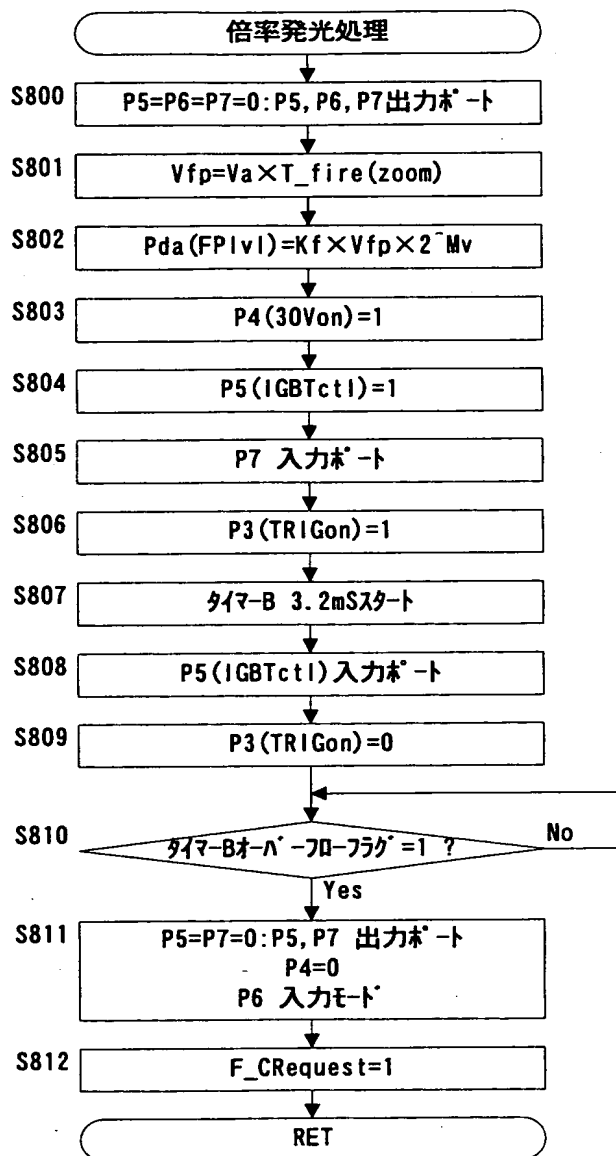 倍率発光処理
S800
P5=P6=P7=0:P5,P6,P7出力ﾎﾟｰﾄ
S801
Vfp=Va×T_fire(zoom)
S802
Pda(FPlvl)=Kf×Vfp×2^Mv
S803
P4(30Von)=1
S804
P5(IGBTctl)=1
S805
P7 入力ﾎﾟｰﾄ
S806
P3(TRIGon)=1
S807
ﾀｲﾏｰB 3.2mSｽﾀｰﾄ
S808
P5(IGBTctl)入力ﾎﾟｰﾄ
S809
P3(TRIGon)=0
S810
ﾀｲﾏｰBｵｰﾊﾞｰﾌﾛｰﾌﾗｸﾞ=1 ?
No
Yes
S811
P5=P7=0:P5,P7 出力ﾎﾟｰﾄ
P4=0
P6 入力ﾓｰﾄﾞ
S812
F_CRequest=1
RET